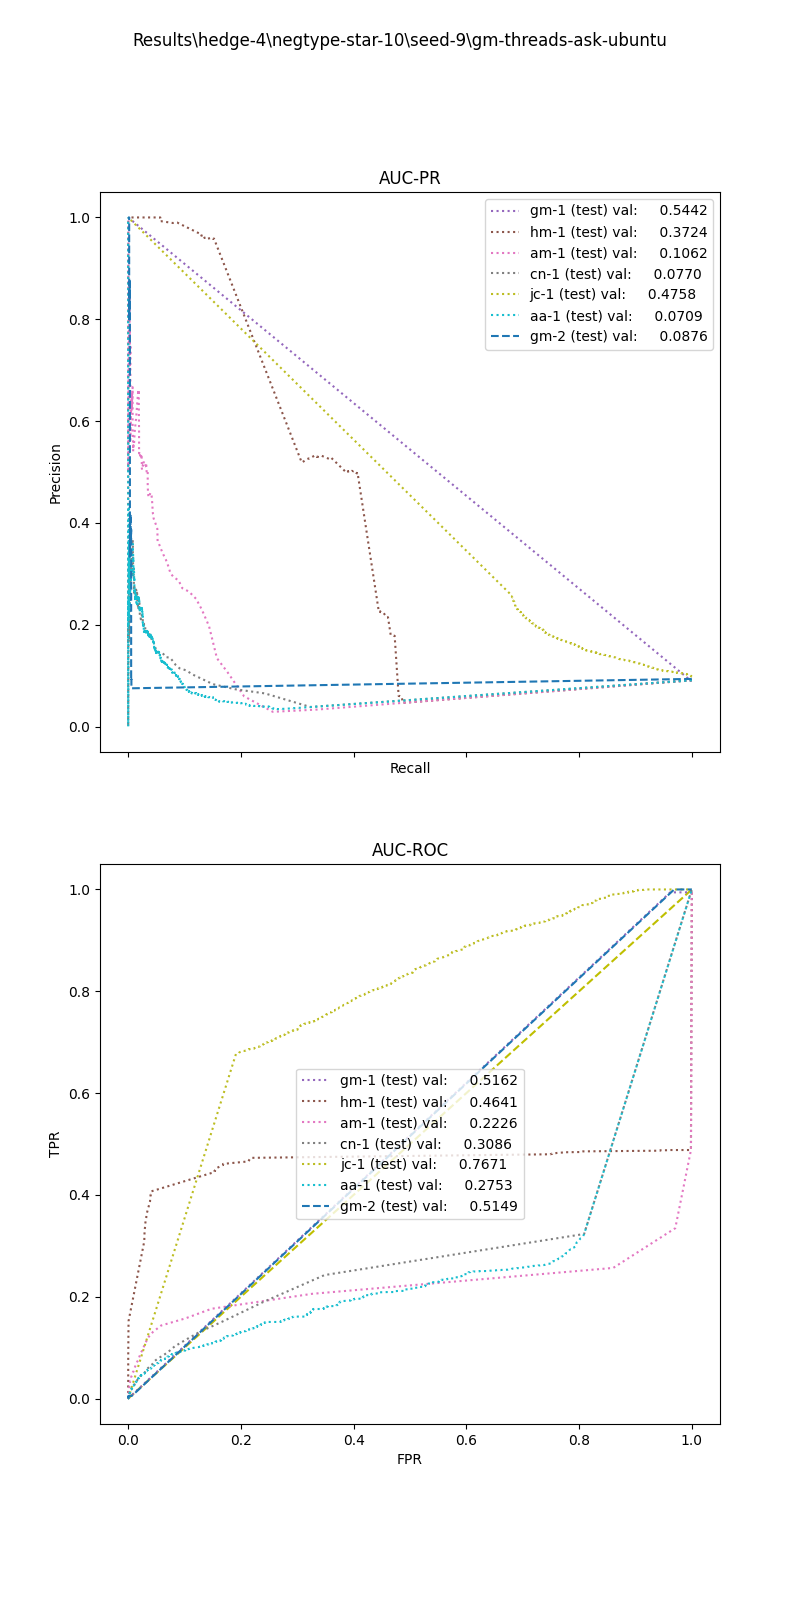 Results\hedge-4\negtype-star-10\seed-9\gm-threads-ask-ubuntu
AUC-PR
1.0
0.8
0.6
0.4
0.2
0.0
Precision
gm-1 (test) val: 0.5442
hm-1 (test) val: 0.3724
am-1 (test) val: 0.1062
cn-1 (test) val: 0.0770
jc-1 (test) val: 0.4758
aa-1 (test) val: 0.0709
gm-2 (test) val: 0.0876
Recall
AUC-ROC
1.0
0.8
0.6
0.4
0.2
0.0
TPR
gm-1 (test) val: 0.5162
hm-1 (test) val: 0.4641
am-1 (test) val: 0.2226
cn-1 (test) val: 0.3086
jc-1 (test) val: 0.7671
aa-1 (test) val: 0.2753
gm-2 (test) val: 0.5149
0.0 0.2 0.4 0.6 0.8 1.0
FPR